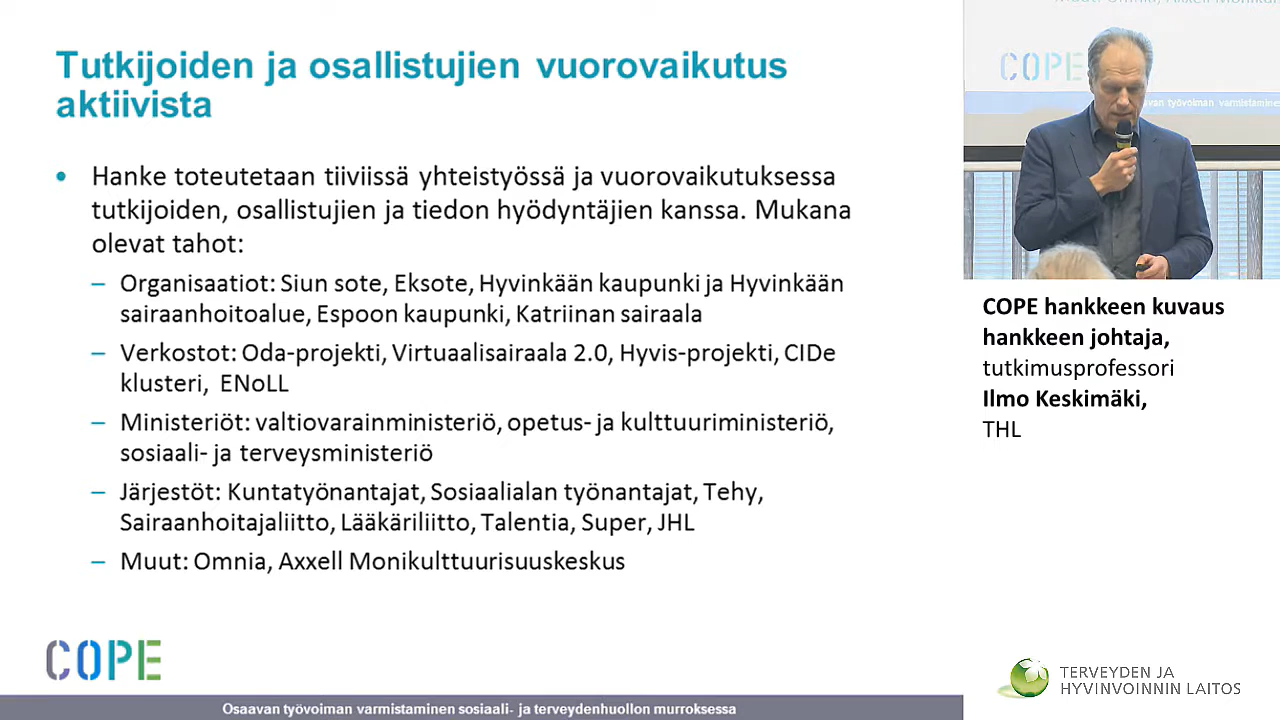 Tutkijoiden ja osallistujien vuorovaikutus
aktiivista
• Hanke toteutetaan tiiviissä yhteistyössä ja vuorovaikutuksessa
tutkijoiden, osallistujien ja tiedon hyödyntäjien kanssa. Mukana
olevat tahot:
– Organisaatiot: Siun sote, Eksote, Hyvinkään kaupunki ja Hyvinkään
sairaanhoitoalue, Espoon kaupunki, Katriinan sairaala
– Verkostot: Oda-projekti, Virtuaalisairaala 2.0, Hyvis-projekti, CIDe
klusteri, ENoLL
– Ministeriöt: valtiovarainministeriö, opetus- ja kulttuuriministeriö,
sosiaali- ja terveysministeriö
– Järjestöt: Kuntatyönantajat, Sosiaalialan työnantajat, Tehy,
Sairaanhoitajaliitto, Lääkäriliitto, Talentia, Super, JHL
– Muut: Omnia, Axxell Monikulttuurisuuskeskus
COPE
Osaavan työvoiman varmistaminen sosiaali- ja terveydenhuollon murroksessa
COPE
työvoiman varmistaminen
COPE hankkeen kuvaus
hankkeen johtaja,
tutkimusprofessori
Ilmo Keskimäki,
THL
TERVEYDEN JA
HYVINVOINNIN LAITOS